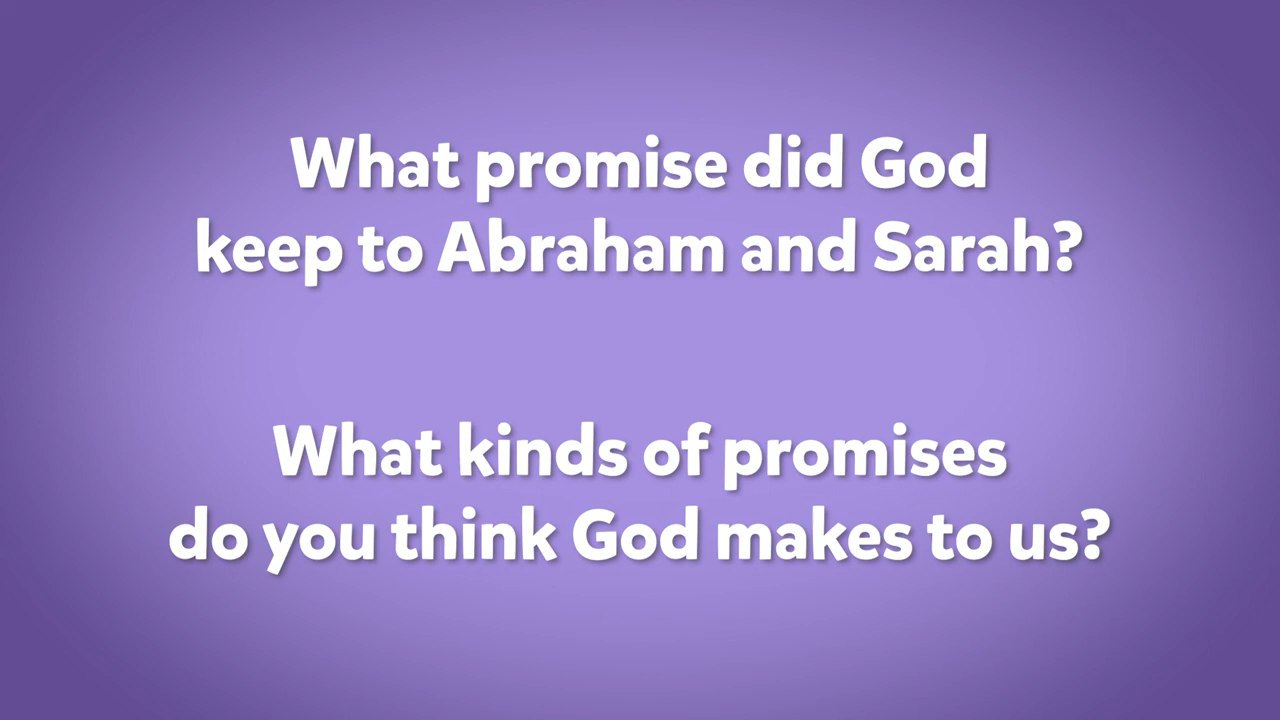 What promise did God
keep to Abraham and Sarah?
What kinds of promises
do you think God makes to us?